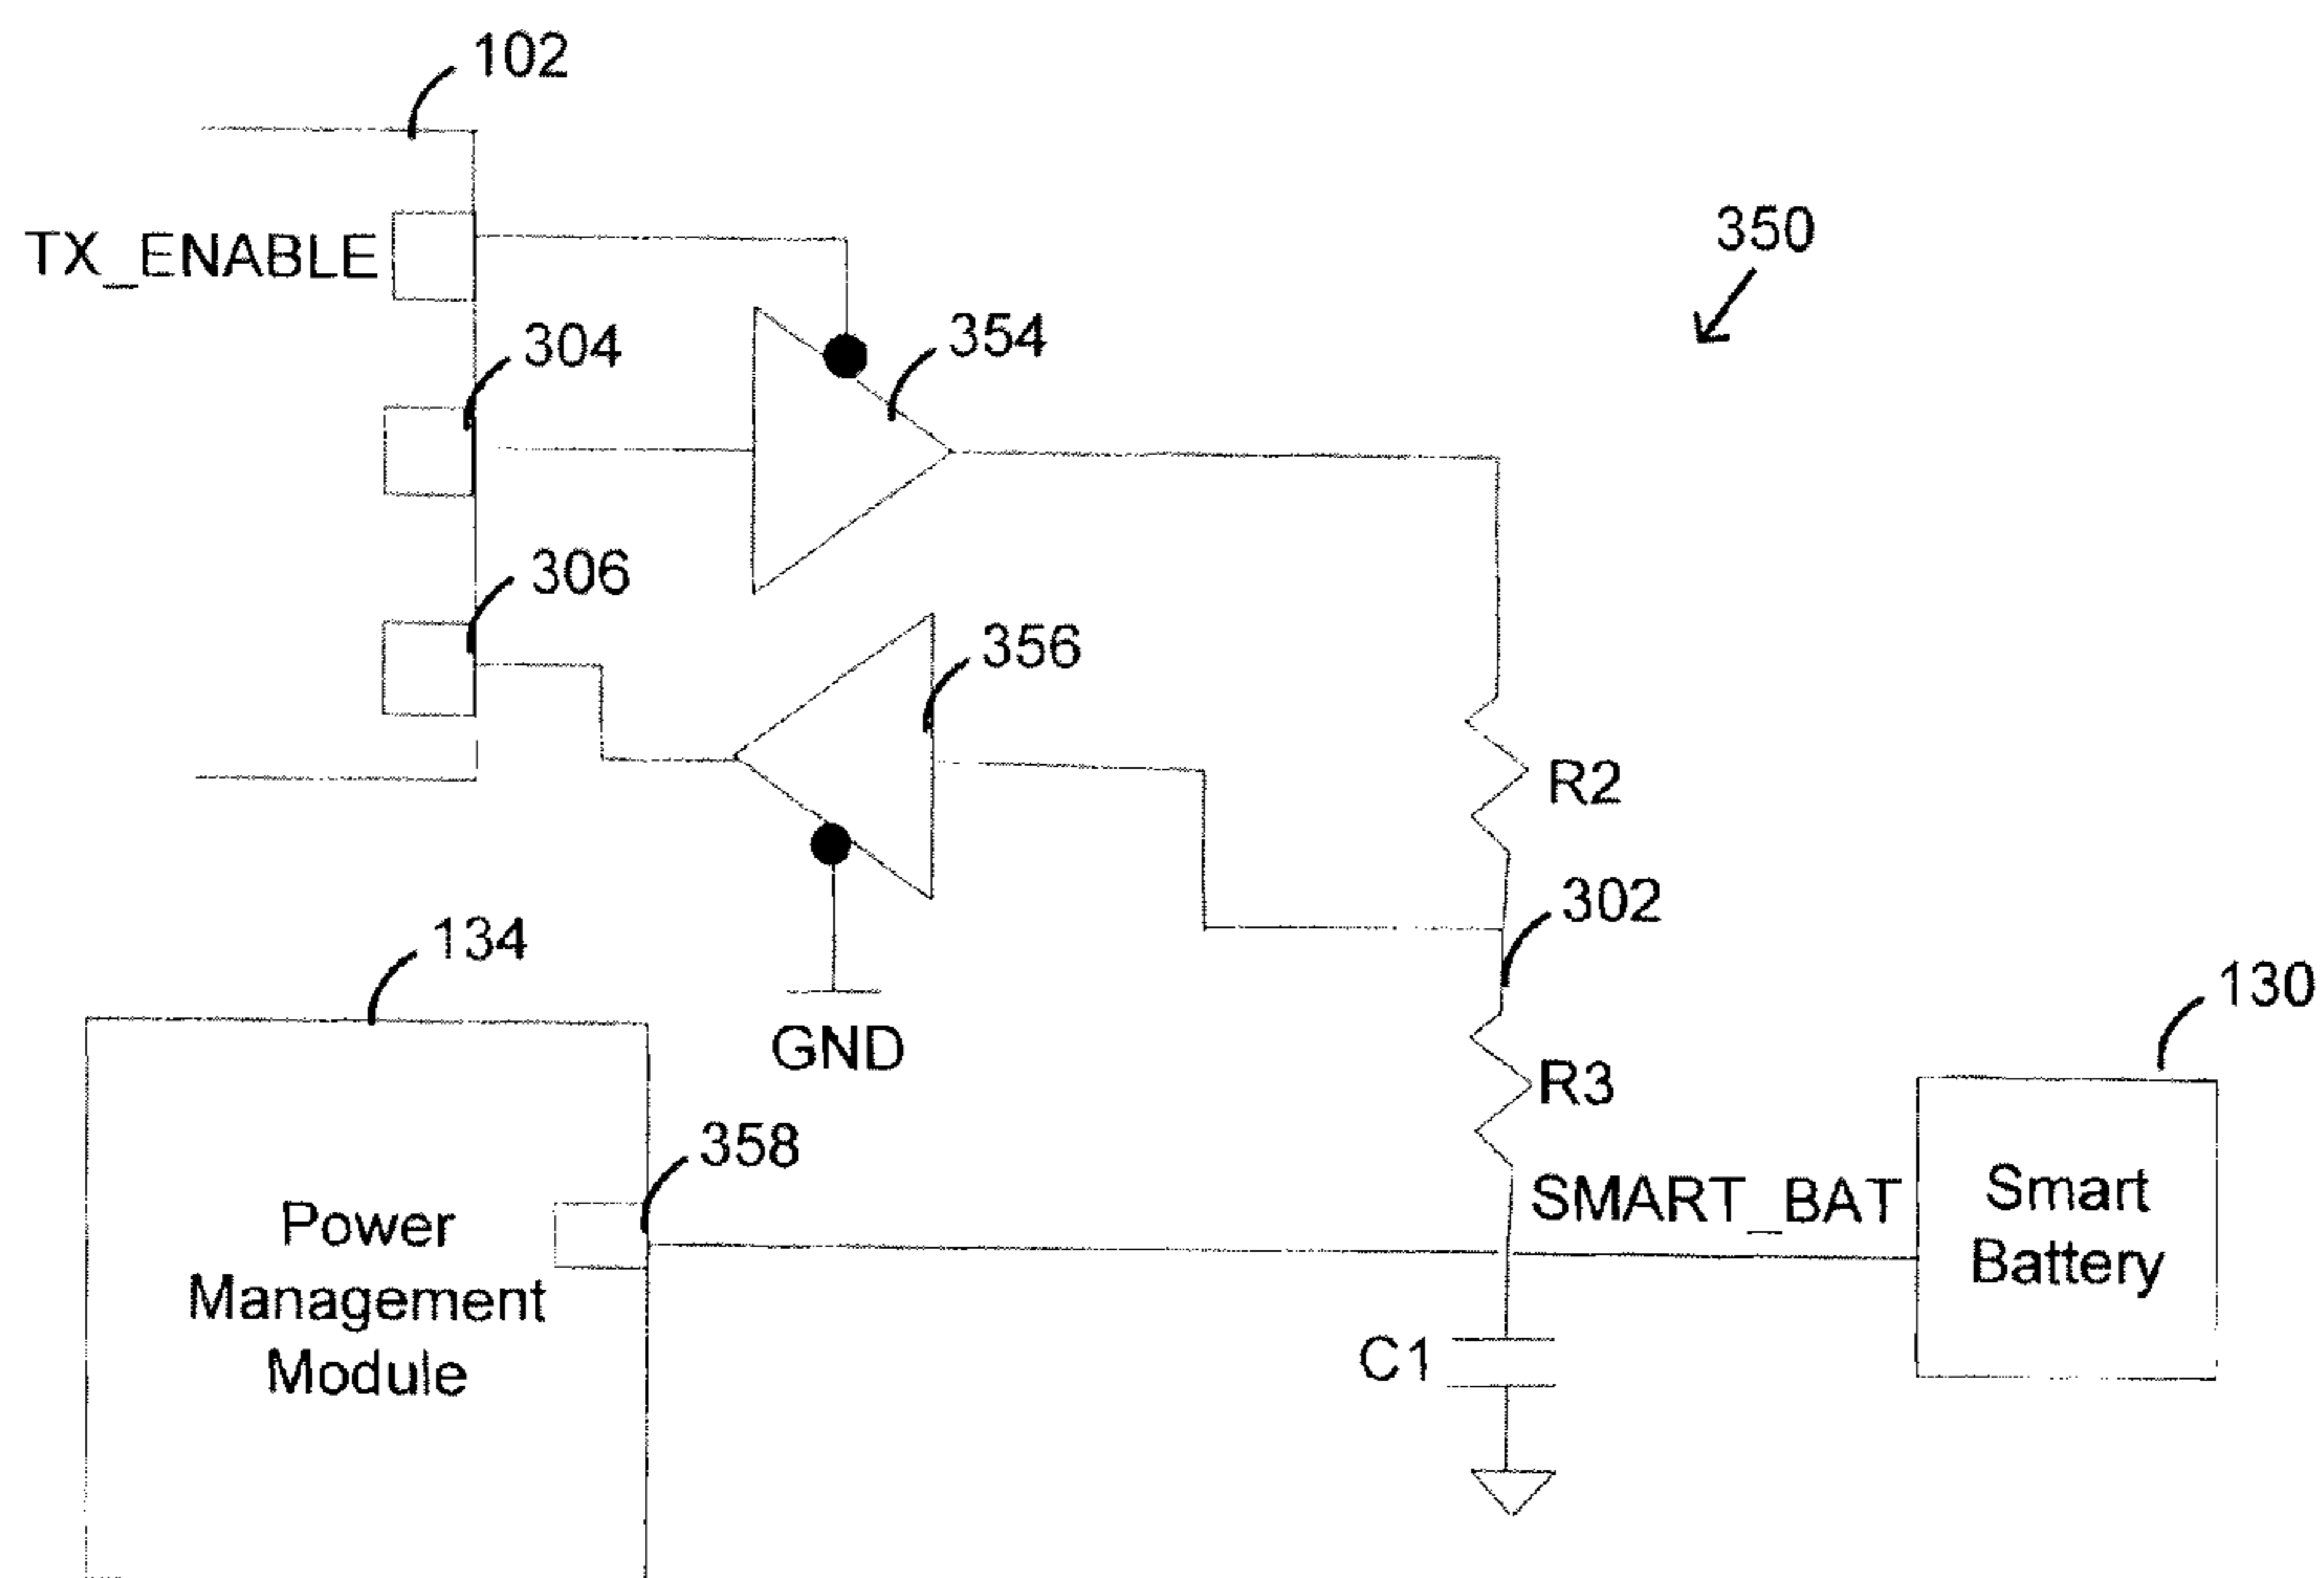 102
TX_ENABLE
350
304
354
306
356
R2
302
134
130
GND
R3
358
SMART_BAT
Smart
Battery
Power
Management
Module
C1